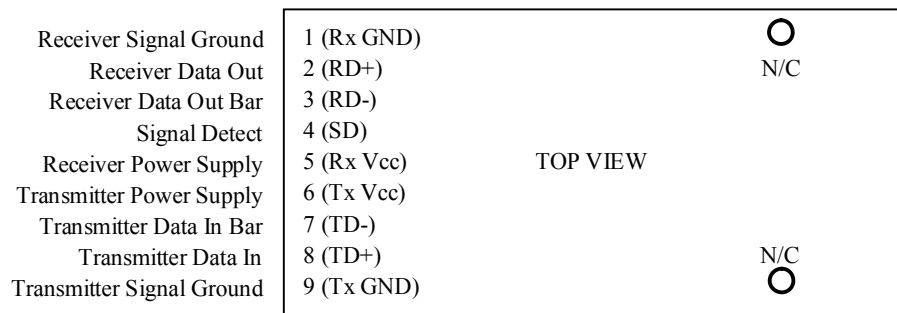 Receiver Signal Ground 1 (Rx GND)
Receiver Data Out 2 (RD+) N/C
Receiver Data Out Bar 3 (RD-)
Signal Detect 4 (SD)
Receiver Power Supply 5 (Rx Vcc) TOP VIEW
Transmitter Power Supply 6 (Tx Vcc)
Transmitter Data In Bar 7 (TD-)
Transmitter Data In 8 (TD+) N/C
Transmitter Signal Ground 9 (Tx GND)